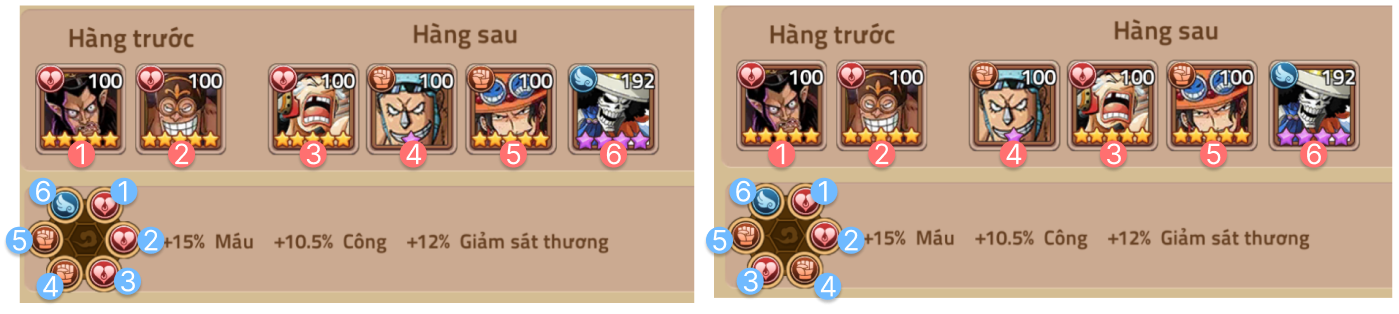 Hàng trước
Hàng sau
100 100 100 100 100 192
1 2 3 4 5 6
6 1
5 2 +15% Máu +10.5% Công +12% Giảm sát thương
4 3
Hàng trước
Hàng sau
100 100 100 100 100 192
1 2 4 3 5 6
6 1
5 2 +15% Máu +10.5% Công +12% Giảm sát thương
3 4